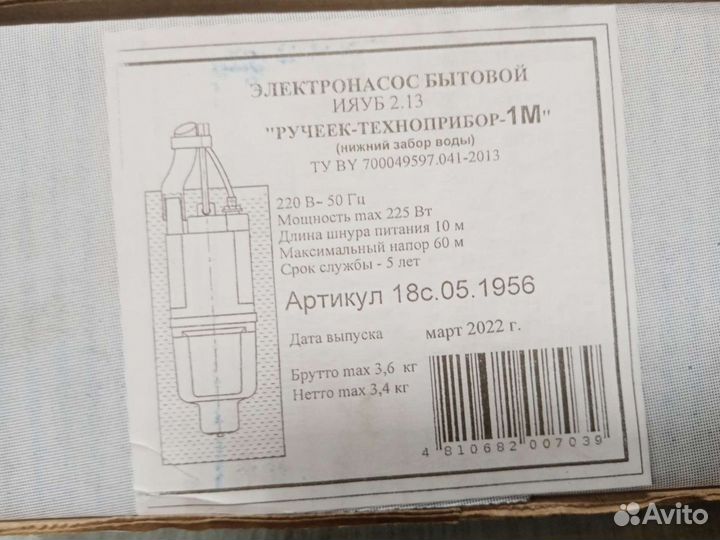 ЭЛЕКТРОНАСОС БЫТОВОЙ
ИЯУБ 2.13
"РУЧЕЕК-ТЕХНОПРИБОР-1М"
(нижний забор воды)
ТУ BY 700049597.041-2013
220 В~ 50 Гц
Мощность max 225 Вт
Длина шнура питания 10 м
Максимальный напор 60 м
Срок службы - 5 лет
Артикул 18с.05.1956
Дата выпуска март 2022 г.
Брутто max 3,6 кг
Нетто max 3,4 кг
4 810682 007039
Avito